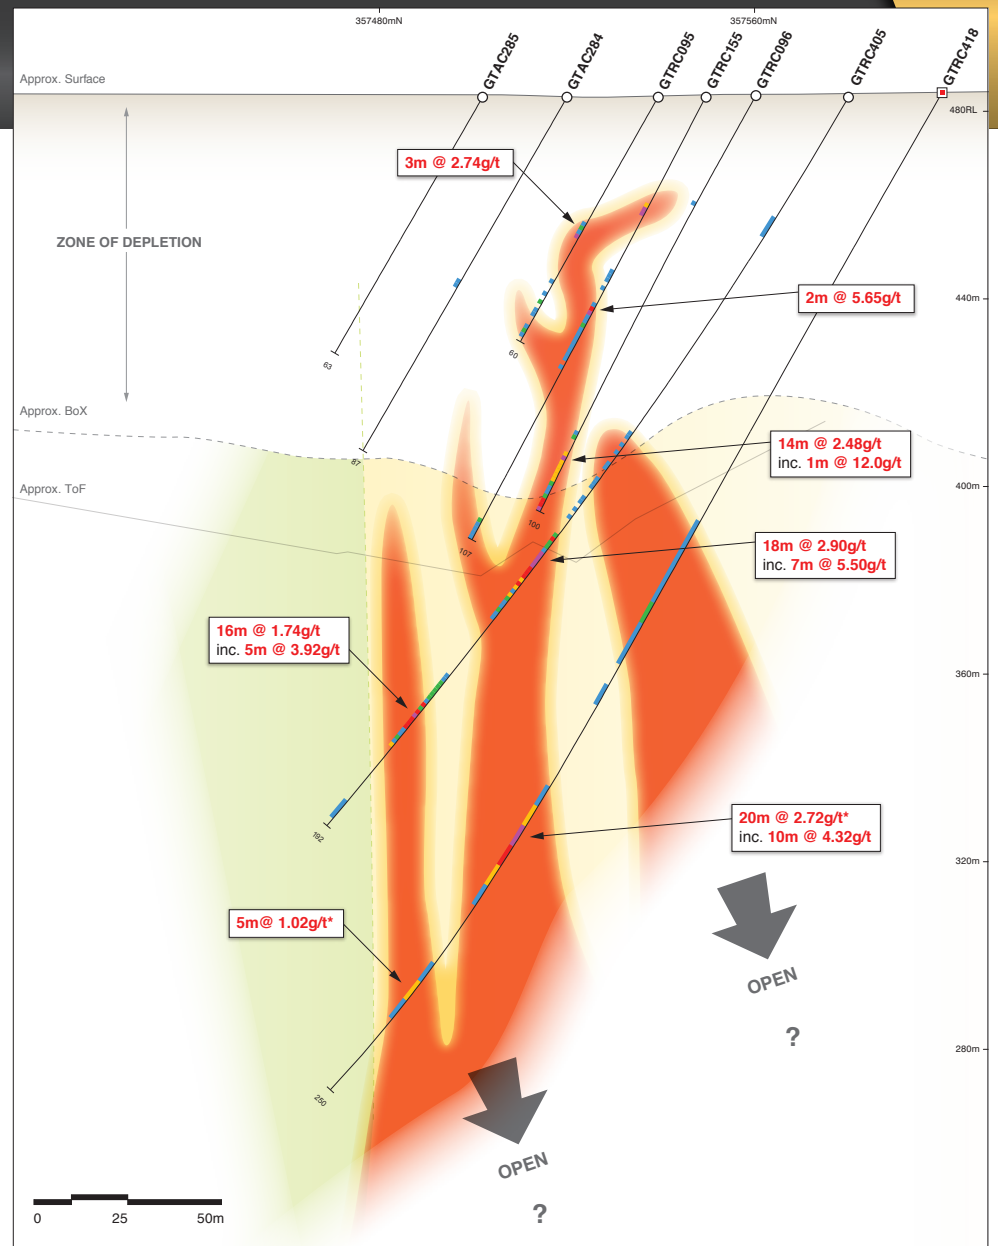 357480mN
357560mN
GTAC285
GTAC284
GTRC095
GTRC155
GTRC096
GTRC405
GTRC418
Approx. Surface
480RL
3m @ 2.74g/t
ZONE OF DEPLETION
2m @ 5.65g/t
440m
60
63
Approx. BoX
14m @ 2.48g/t
inc. 1m @ 12.0g/t
87
Approx. ToF
400m
100
107
18m @ 2.90g/t
inc. 7m @ 5.50g/t
16m @ 1.74g/t
inc. 5m @ 3.92g/t
360m
192
20m @ 2.72g/t*
inc. 10m @ 4.32g/t
320m
5m@ 1.02g/t*
OPEN
?
280m
250
OPEN
?
0 25 50m